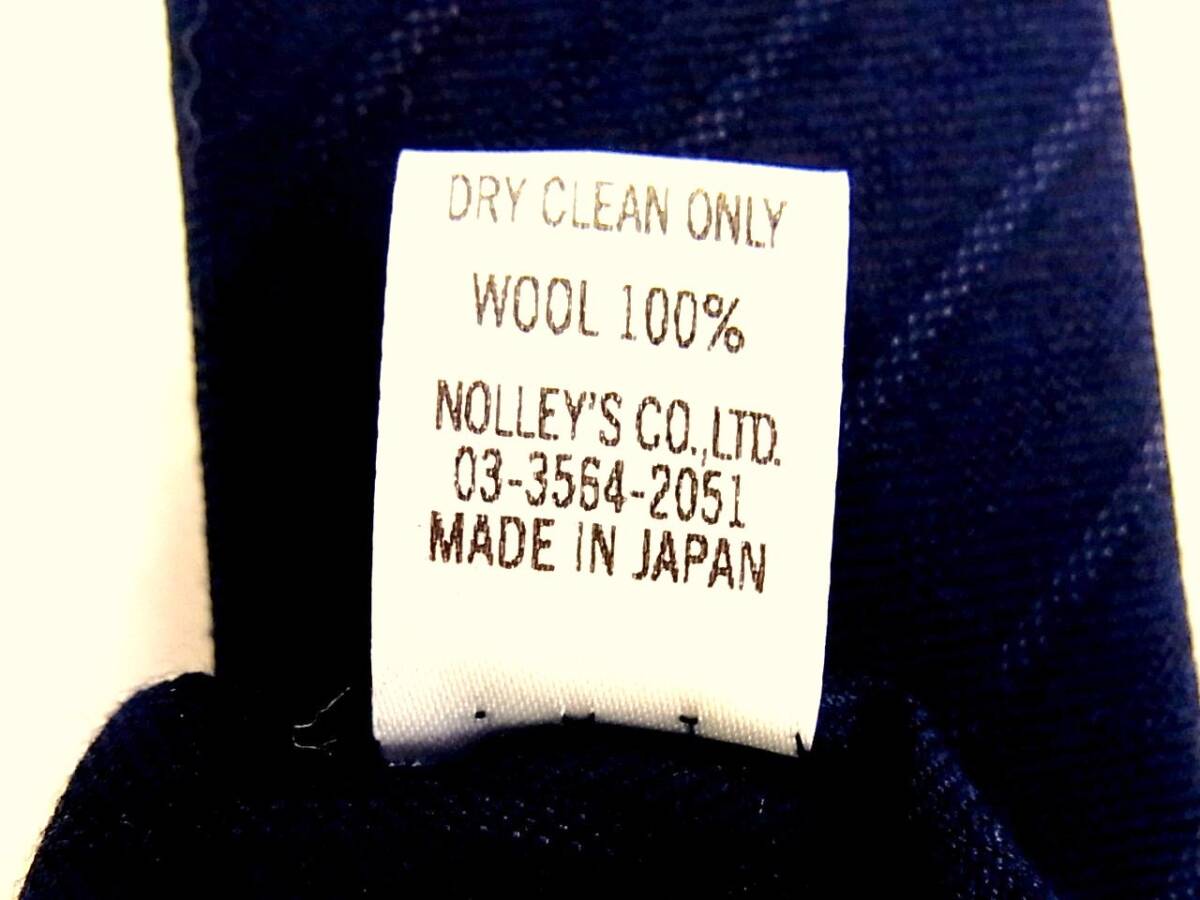 DRY CLEAN ONLY
WOOL 100%
NOLLEY'S CO.,LTD.
03-3564-2051
MADE IN JAPAN